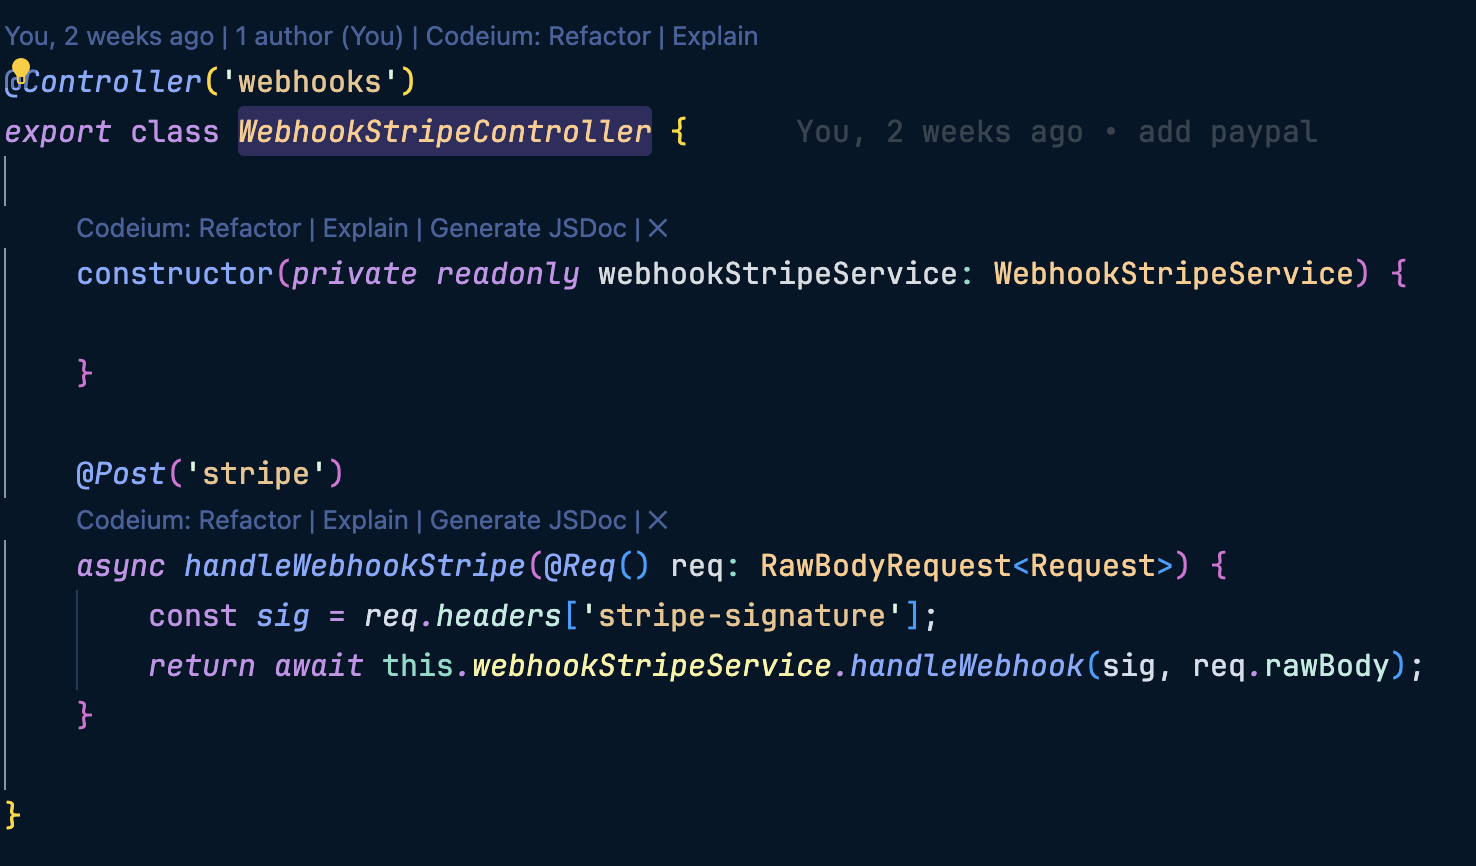 You, 2 weeks ago | 1 author (You) | Codeium: Refactor | Explain
@Controller('webhooks')
export class WebhookStripeController {      You, 2 weeks ago • add paypal
Codeium: Refactor | Explain | Generate JSDoc | ×
    constructor(private readonly webhookStripeService: WebhookStripeService) {
    }
    @Post('stripe')
Codeium: Refactor | Explain | Generate JSDoc | ×
    async handleWebhookStripe(@Req() req: RawBodyRequest<Request>) {
        const sig = req.headers['stripe-signature'];
        return await this.webhookStripeService.handleWebhook(sig, req.rawBody);
    }
}